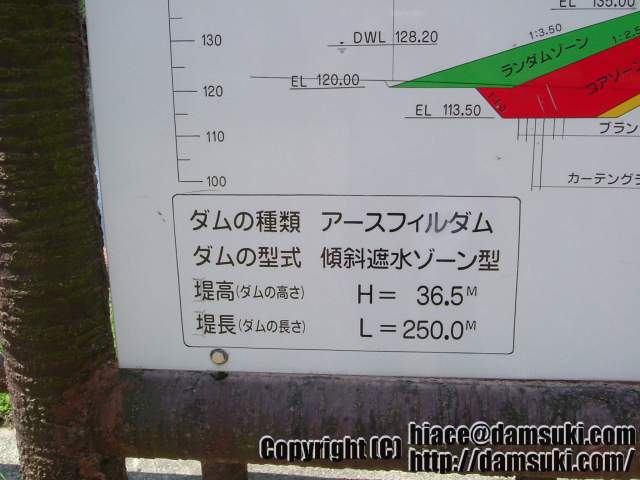 EL 135.00
130
DWL 128.20
1:3.50
ランダムゾーン
1:2.5
コアゾーン
EL 120.00
120
EL 113.50
110
ブラン
100
カーテングラ
ダムの種類 アースフィルダム
ダムの型式 傾斜遮水ゾーン型
堤高(ダムの高さ) H= 36.5M
堤長(ダムの長さ) L=250.0M
Copyright (C) hiace@damsuki.com
http://damsuki.com/